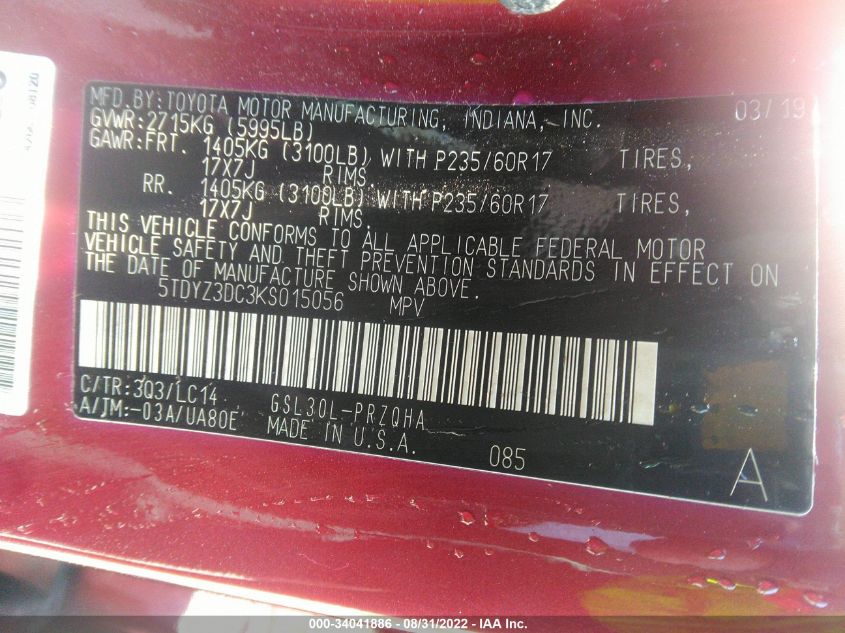 MFD.BY:TOYOTA MOTOR MANUFACTURING, INDIANA, INC. 03/19
GVWR:2715KG (5995LB)
GAWR:FRT. 1405KG (3100LB) WITH P235/60R17 TIRES,
17X7J RIMS
RR. 1405KG (3100LB) WITH P235/60R17 TIRES,
17X7J RIMS.
THIS VEHICLE CONFORMS TO ALL APPLICABLE FEDERAL MOTOR
VEHICLE SAFETY AND THEFT PREVENTION STANDARDS IN EFFECT ON
THE DATE OF MANUFACTURE SHOWN ABOVE.
5TDYZ3DC3KS015056 MPV
C/TR:3Q3/LC14
A/TM:-03A/UA80E GSL30L-PRZQHA
MADE IN U.S.A. 085 A
000-34041886 - 08/31/2022 - IAA Inc.